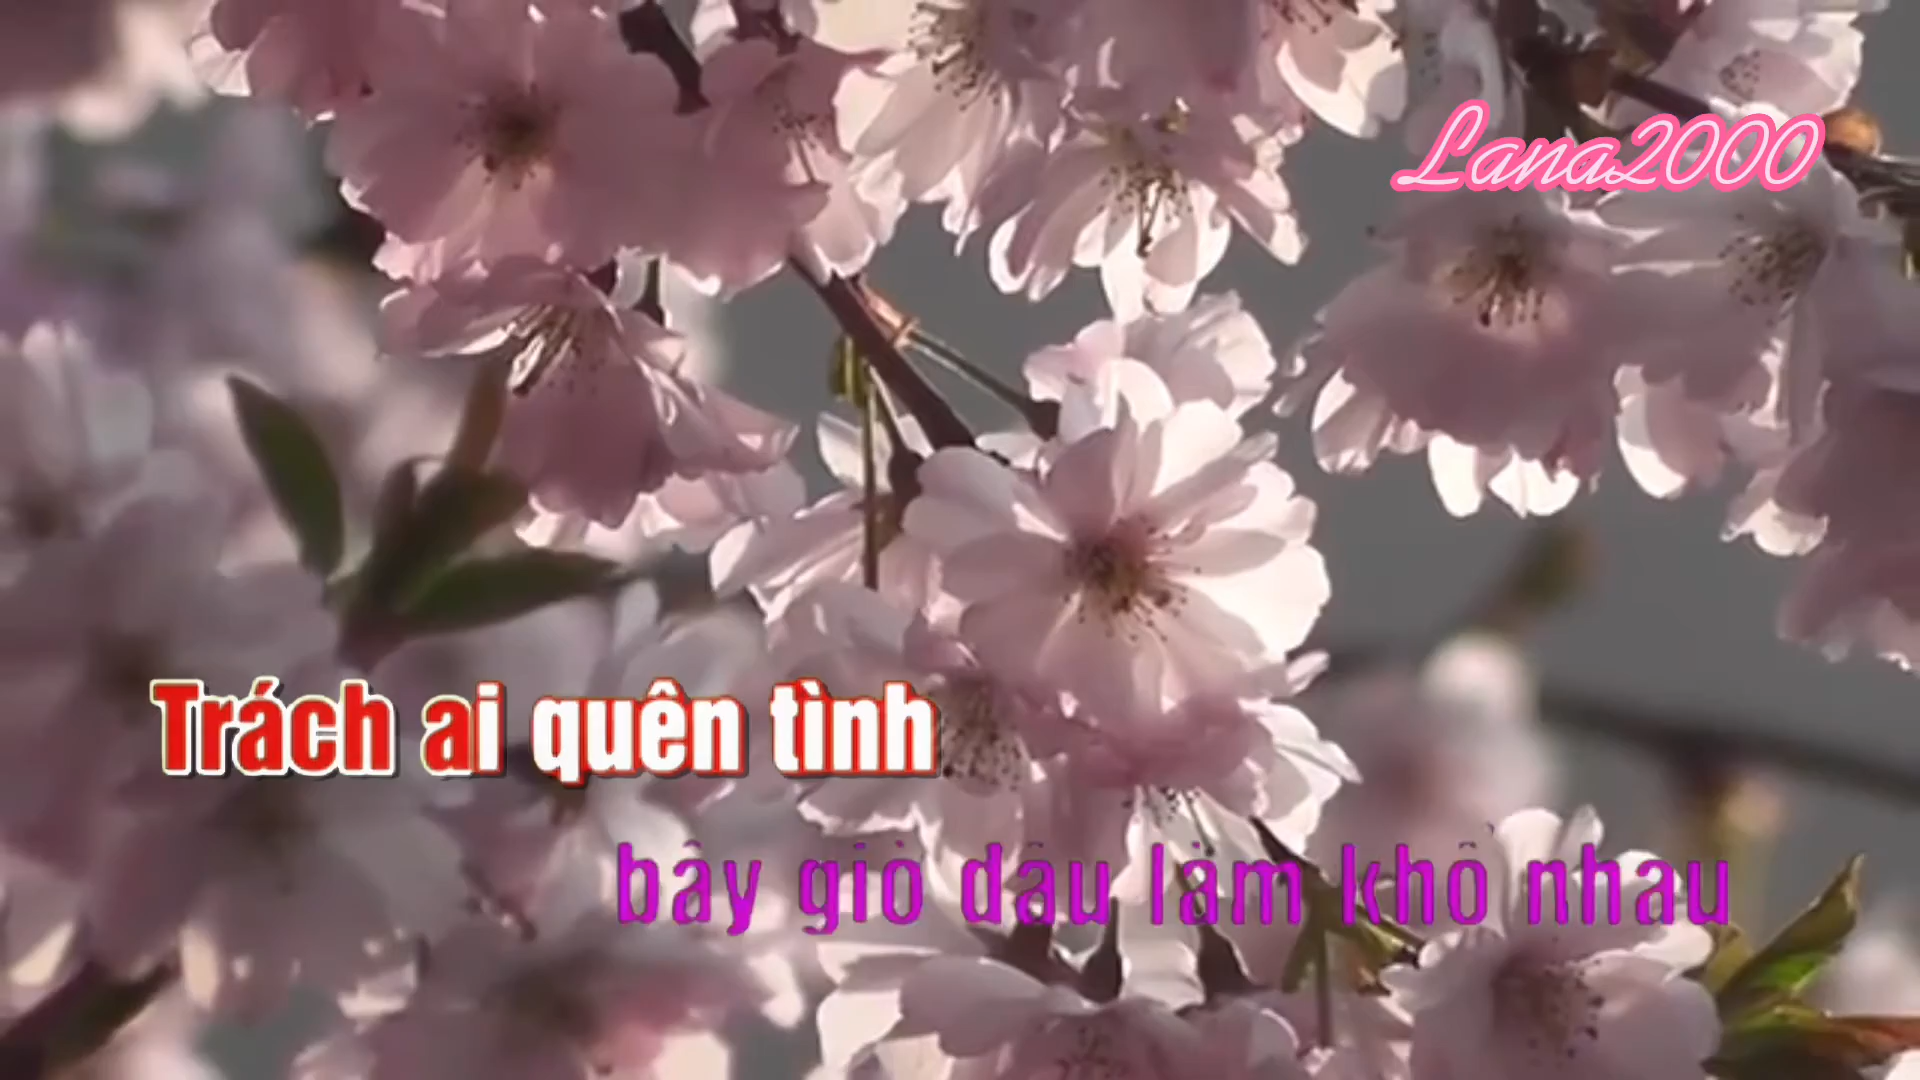 Lana2000
Trách ai quên tình
bây giờ đâu làm khổ nhau